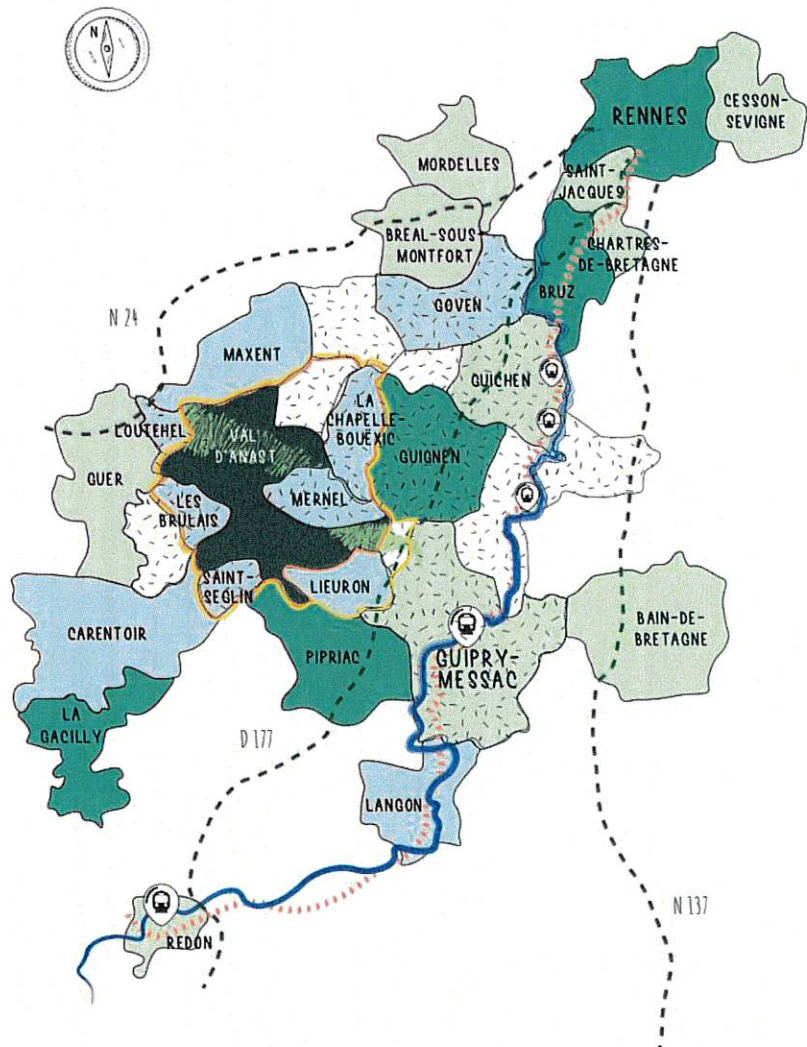 N
RENNES
CESSON-
SEVIGNE
MORDELLES
SAINT-
JACQUES
BREAL-SOUS-
MONTFORT
CHARTRES-
DE-BRETAGNE
BRUZ
GOVEN
N 24
MAXENT
GUICHEN
LA
CHAPELLE-
BOUËXIC
LOUTEHEL
VAL
D'ANAST
GUIGNEN
GUER
MERNEL
LES
BRÛLAIS
SAINT-
SEGLIN
LIEURON
CARENTOIR
PIPRIAC
GUIPRY-
MESSAC
BAIN-DE-
BRETAGNE
LA
GACILLY
D 177
LANGON
N 137
REDON